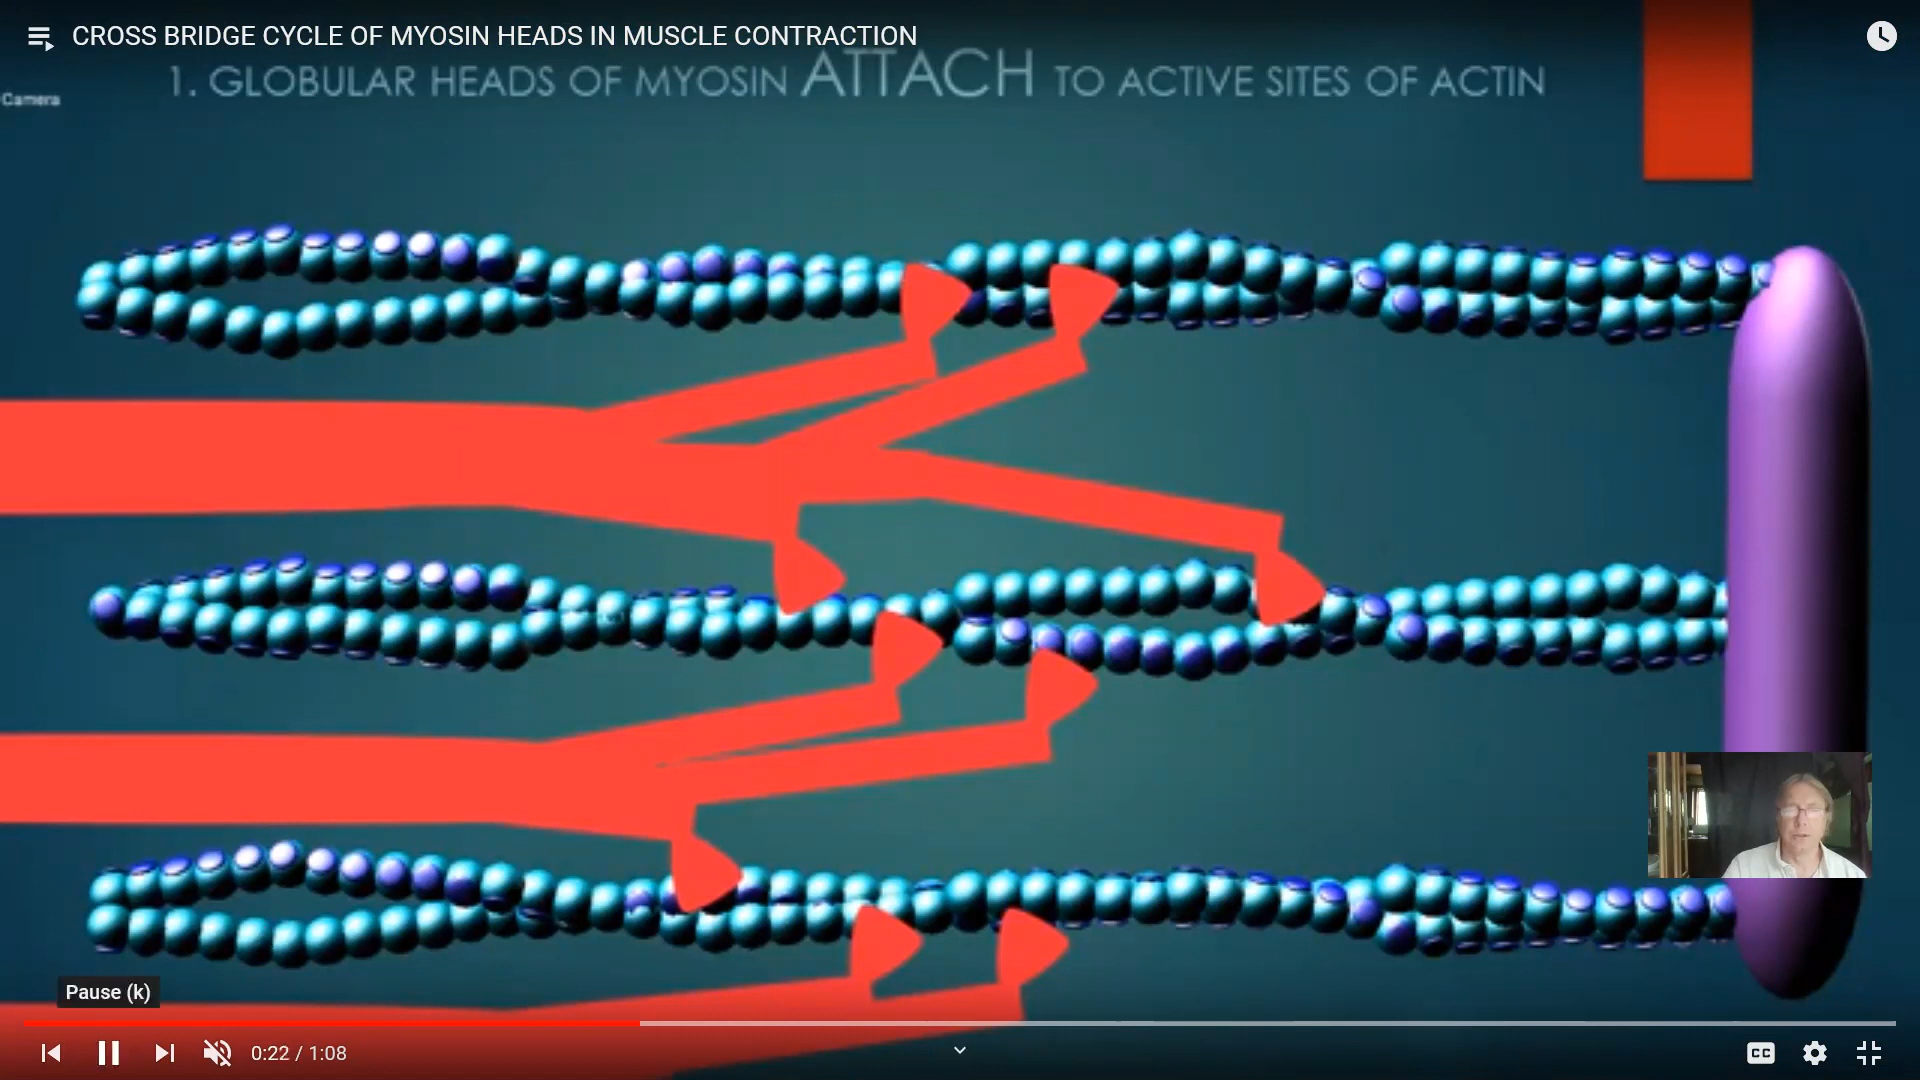 CROSS BRIDGE CYCLE OF MYOSIN HEADS IN MUSCLE CONTRACTION
1. GLOBULAR HEADS OF MYOSIN ATTACH TO ACTIVE SITES OF ACTIN
Camera
Pause (k)
0:22 / 1:08
CC